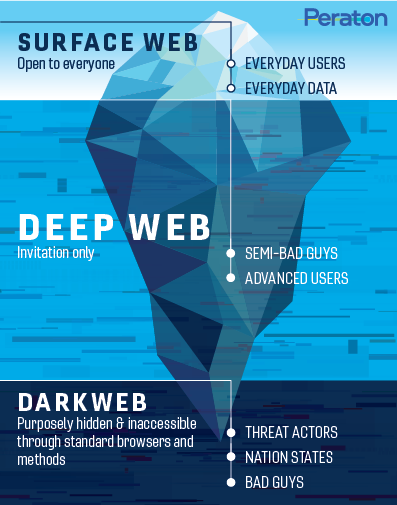 Peraton
SURFACE WEB
Open to everyone
EVERYDAY USERS
EVERYDAY DATA
DEEP WEB
Invitation only
SEMI-BAD GUYS
ADVANCED USERS
DARKWEB
Purposely hidden & inaccessible
through standard browsers and
methods
THREAT ACTORS
NATION STATES
BAD GUYS